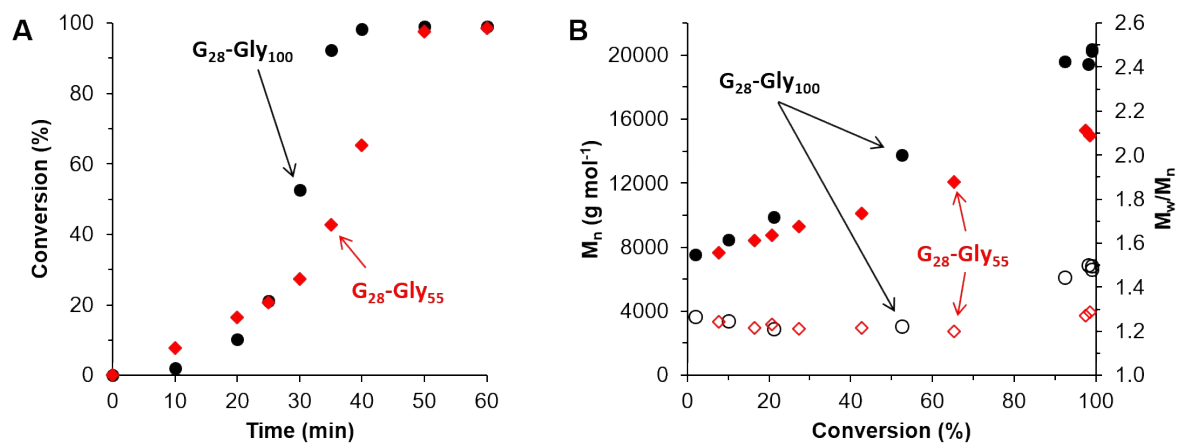 A
Conversion (%)
100
80
60
40
20
0
0 10 20 30 40 50 60
Time (min)
G28-Gly100
G28-Gly55
B
Mn (g mol-1)
20000
16000
12000
8000
4000
0
0 20 40 60 80 100
Conversion (%)
2.6
2.4
2.2
2.0
1.8
1.6
1.4
1.2
1.0
Mw/Mn
G28-Gly100
G28-Gly55